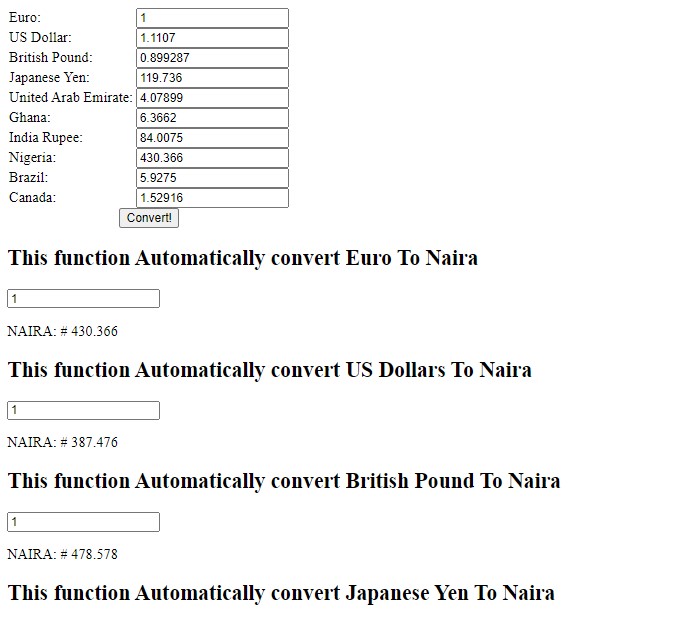 Euro: 1
US Dollar: 1.1107
British Pound: 0.899287
Japanese Yen: 119.736
United Arab Emirate: 4.07899
Ghana: 6.3662
India Rupee: 84.0075
Nigeria: 430.366
Brazil: 5.9275
Canada: 1.52916
Convert!
This function Automatically convert Euro To Naira
1
NAIRA: # 430.366
This function Automatically convert US Dollars To Naira
1
NAIRA: # 387.476
This function Automatically convert British Pound To Naira
1
NAIRA: # 478.578
This function Automatically convert Japanese Yen To Naira